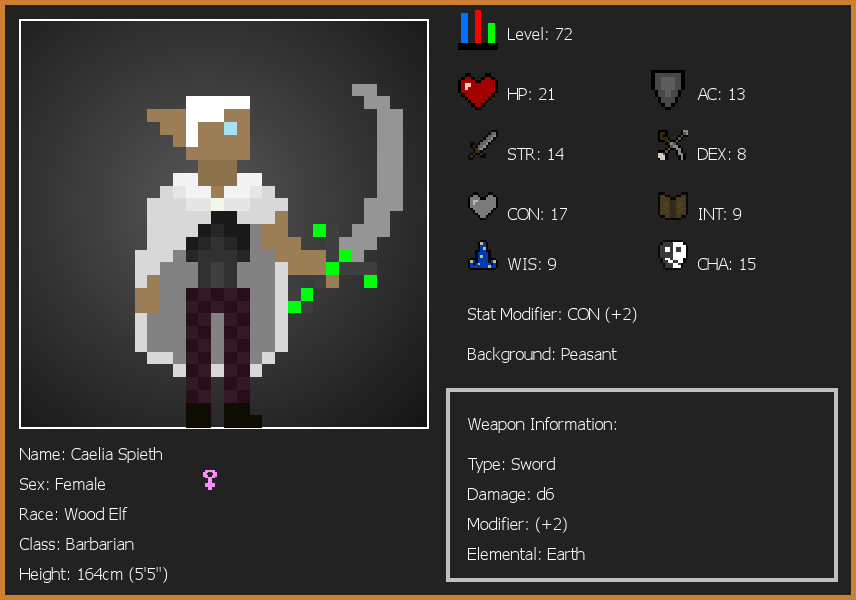 Level: 72
HP: 21
AC: 13
STR: 14
DEX: 8
CON: 17
INT: 9
WIS: 9
CHA: 15
Stat Modifier: CON (+2)
Background: Peasant
Weapon Information:
Type: Sword
Damage: d6
Modifier: (+2)
Elemental: Earth
Name: Caelia Spieth
Sex: Female
Race: Wood Elf
Class: Barbarian
Height: 164cm (5'5")